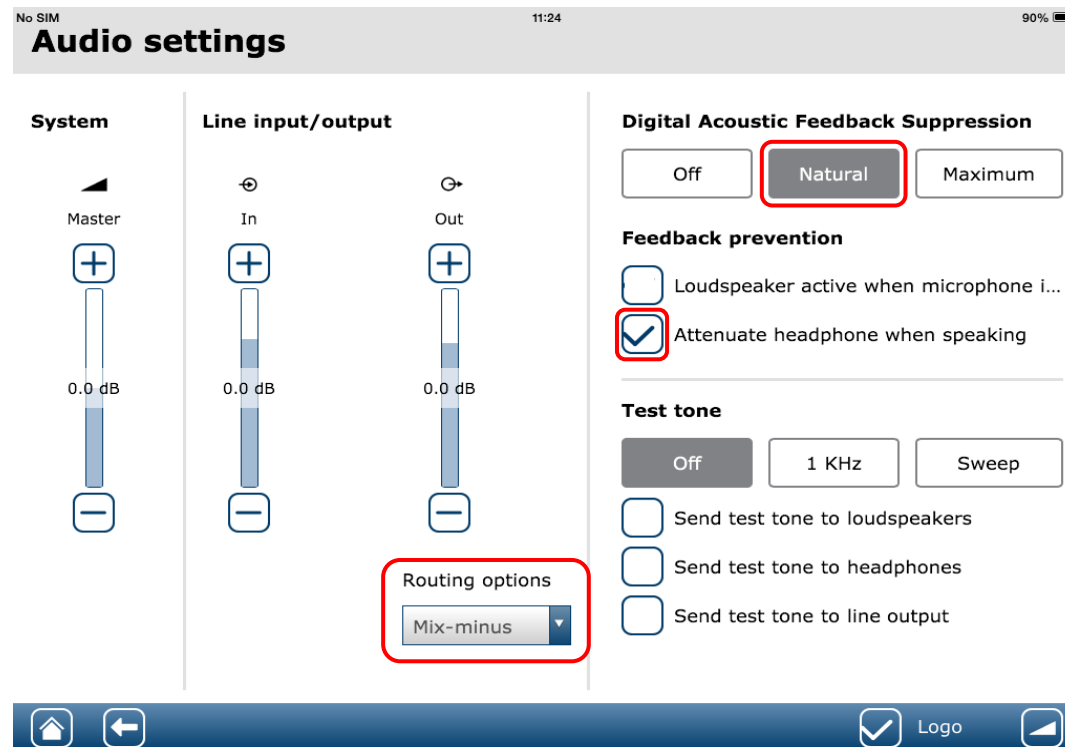 No SIM 11:24 90%
Audio settings
System
Master
0.0 dB
Line input/output
In Out
0.0 dB 0.0 dB
Routing options
Mix-minus
Digital Acoustic Feedback Suppression
Off Natural Maximum
Feedback prevention
Loudspeaker active when microphone i...
Attenuate headphone when speaking
Test tone
Off 1 KHz Sweep
Send test tone to loudspeakers
Send test tone to headphones
Send test tone to line output
Logo